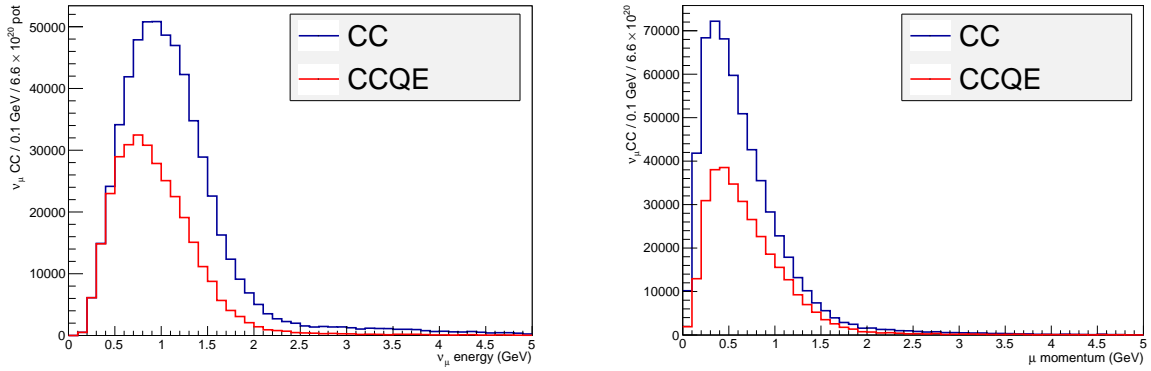 ν_μ CC / 0.1 GeV / 6.6 × 10^20 pot
50000
40000
30000
20000
10000
0
0 0.5 1 1.5 2 2.5 3 3.5 4 4.5 5
ν_μ energy (GeV)
CC
CCQE
ν_μ CC / 0.1 GeV / 6.6 × 10^20
70000
60000
50000
40000
30000
20000
10000
0
0 0.5 1 1.5 2 2.5 3 3.5 4 4.5 5
μ momentum (GeV)
CC
CCQE